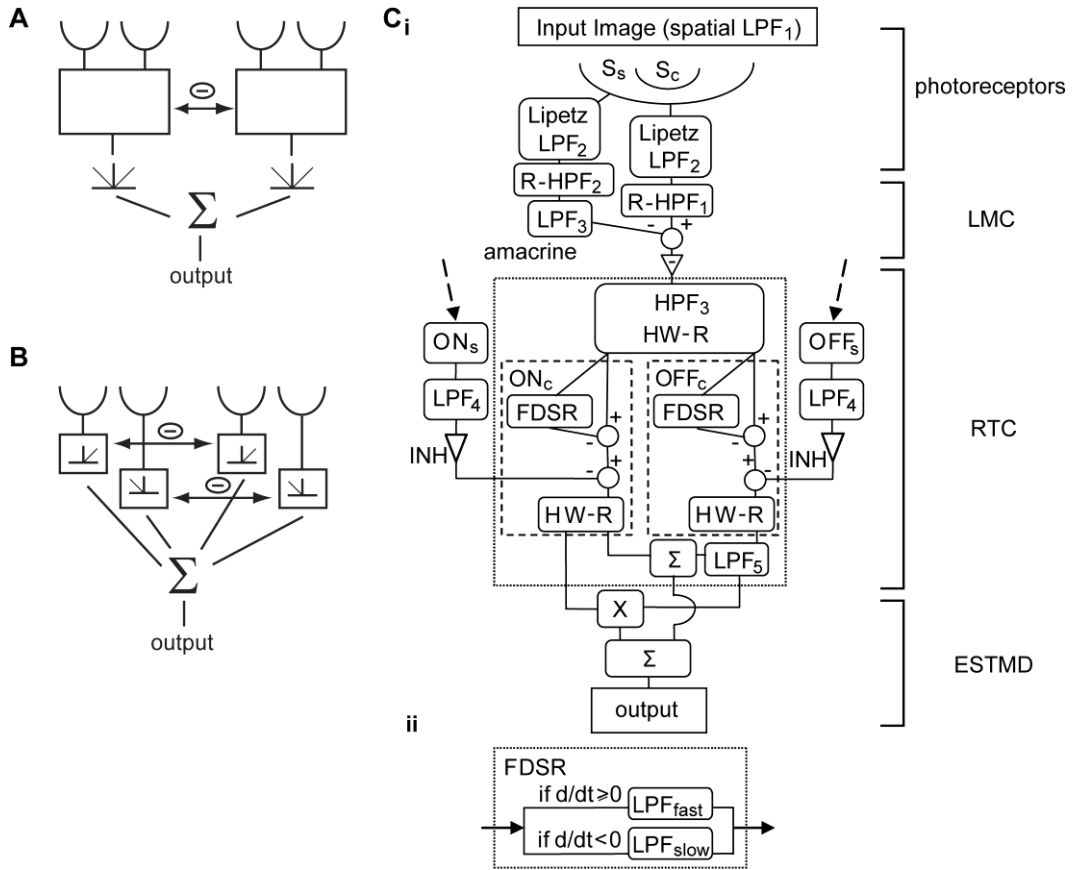 A
Σ
output
B
Σ
output
C i
Input Image (spatial LPF1)
Ss Sc
Lipetz
LPF2
Lipetz
LPF2
R-HPF2
R-HPF1
LPF3
- +
amacrine
-
HPF3
HW-R
ONs
OFFs
LPF4
LPF4
ONc
OFFc
FDSR
FDSR
+
-
+
-
INH
- +
+ -
INH
HW-R
HW-R
Σ
LPF5
X
Σ
output
photoreceptors
LMC
RTC
ESTMD
ii
FDSR
if d/dt≥0 LPFfast
if d/dt<0 LPFslow